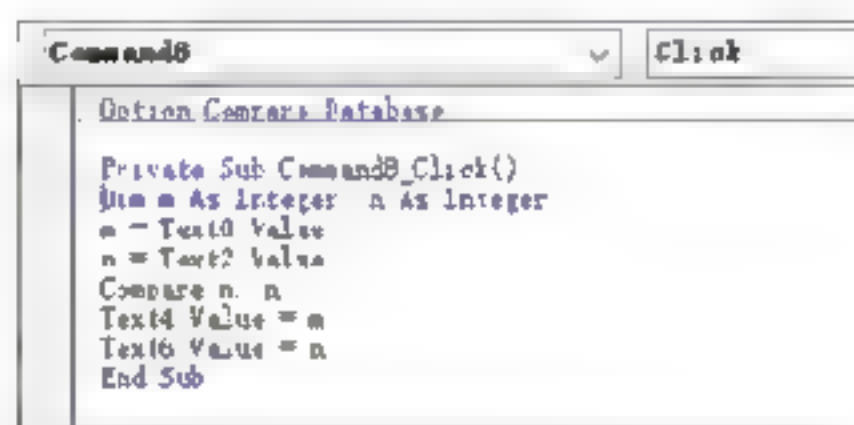 Command8 Click
Option Compare Database
Private Sub Command8_Click()
Dim m As Integer, n As Integer
m = Text0.Value
n = Text2.Value
Compare m, n
Text4.Value = m
Text6.Value = n
End Sub